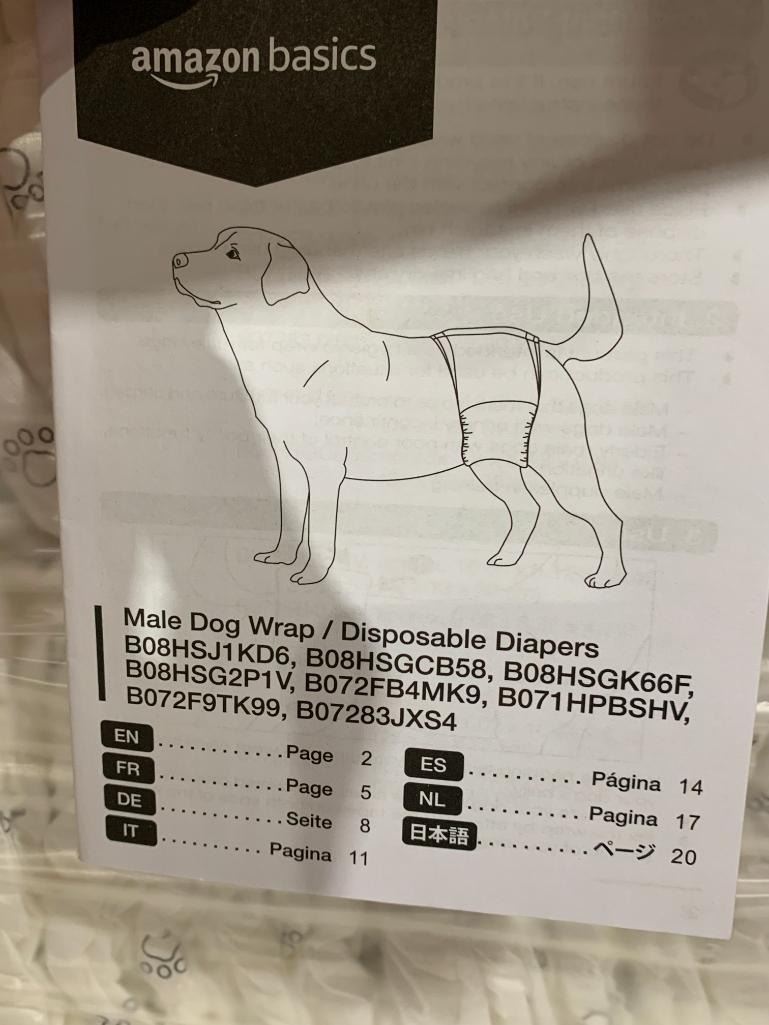 amazon basics
Male Dog Wrap / Disposable Diapers
B08HSJ1KD6, B08HSGCB58, B08HSGK66F,
B08HSG2P1V, B072FB4MK9, B071HPBSHV,
B072F9TK99, B07283JXS4
EN ............Page 2
FR ............Page 5
DE ............Seite 8
IT .......... Pagina 11
ES .......... Página 14
NL .......... Pagina 17
日本語 .......... ページ 20